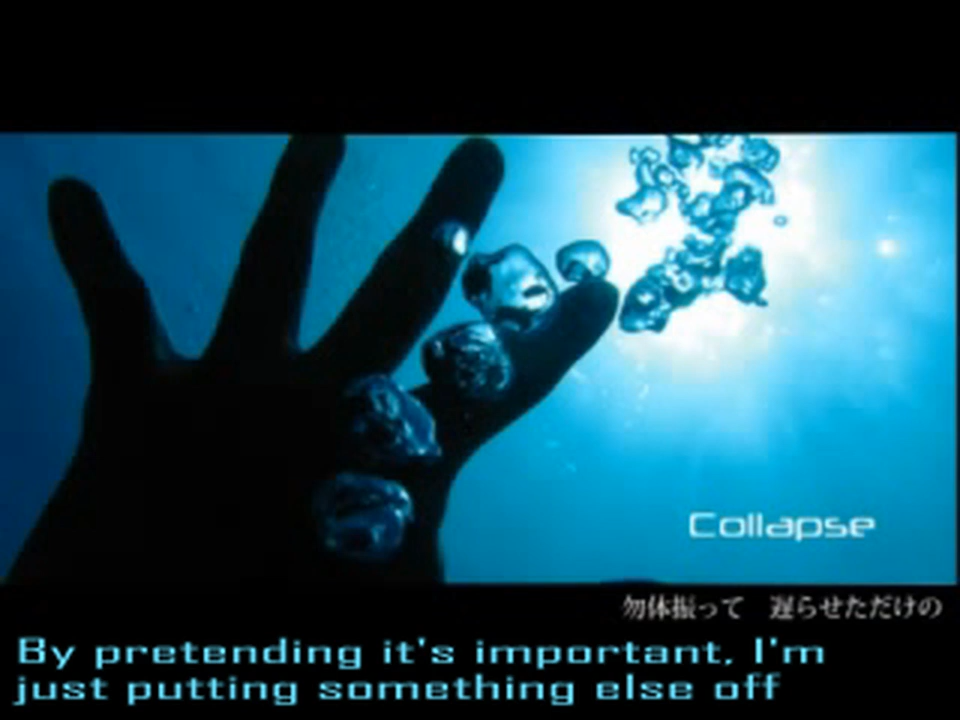 Collapse
勿体振って　遅らせただけの
By pretending it's important, I'm
just putting something else off